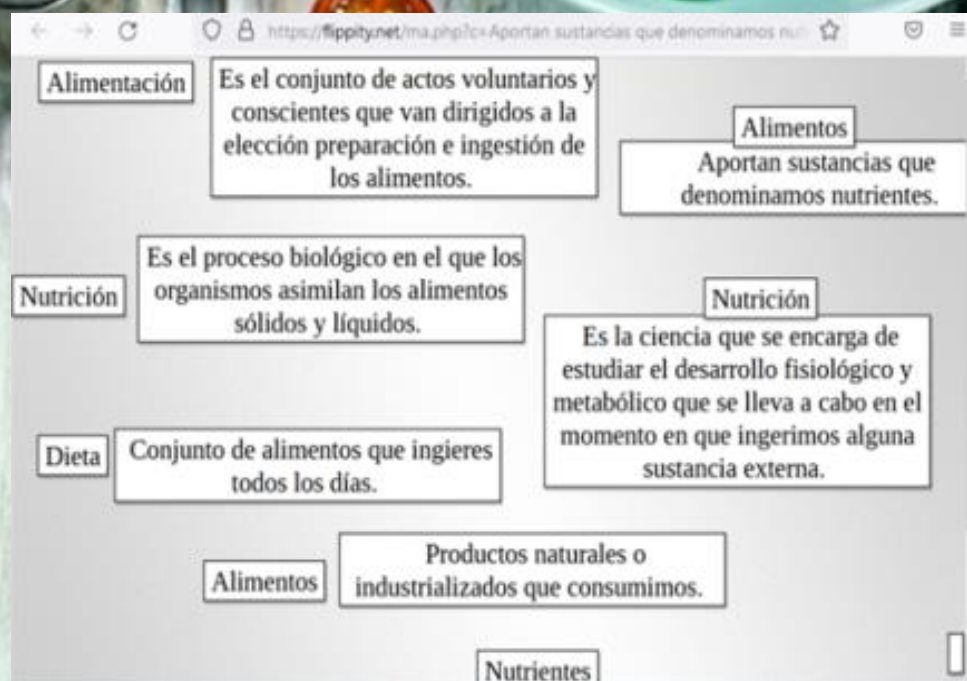 https://flippity.net/ma.php?c=Aportan sustancias que denominamos nut
Alimentación
Es el conjunto de actos voluntarios y
conscientes que van dirigidos a la
elección preparación e ingestión de
los alimentos.
Alimentos
Aportan sustancias que
denominamos nutrientes.
Nutrición
Es el proceso biológico en el que los
organismos asimilan los alimentos
sólidos y líquidos.
Nutrición
Es la ciencia que se encarga de
estudiar el desarrollo fisiológico y
metabólico que se lleva a cabo en el
momento en que ingerimos alguna
sustancia externa.
Dieta
Conjunto de alimentos que ingieres
todos los días.
Alimentos
Productos naturales o
industrializados que consumimos.
Nutrientes